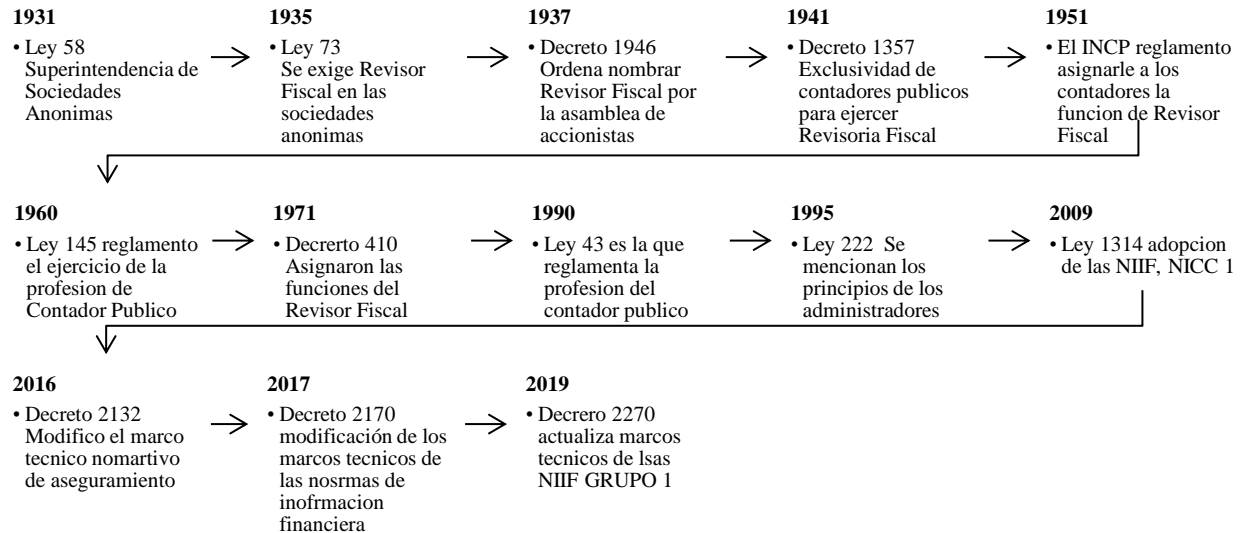 1931
• Ley 58
Superintendencia de
Sociedades
Anonimas
1935
• Ley 73
Se exige Revisor
Fiscal en las
sociedades
anonimas
1937
• Decreto 1946
Ordena nombrar
Revisor Fiscal por
la asamblea de
accionistas
1941
• Decreto 1357
Exclusividad de
contadores publicos
para ejercer
Revisoria Fiscal
1951
• El INCP reglamento
asignarle a los
contadores la
funcion de Revisor
Fiscal
1960
• Ley 145 reglamento
el ejercicio de la
profesion de
Contador Publico
1971
• Decrerto 410
Asignaron las
funciones del
Revisor Fiscal
1990
• Ley 43 es la que
reglamenta la
profesion del
contador publico
1995
• Ley 222 Se
mencionan los
principios de los
administradores
2009
• Ley 1314 adopcion
de las NIIF, NICC 1
2016
• Decreto 2132
Modifico el marco
tecnico nomartivo
de aseguramiento
2017
• Decreto 2170
modificación de los
marcos tecnicos de
las nosrmas de
inofrmacion
financiera
2019
• Decrero 2270
actualiza marcos
tecnicos de lsas
NIIF GRUPO 1